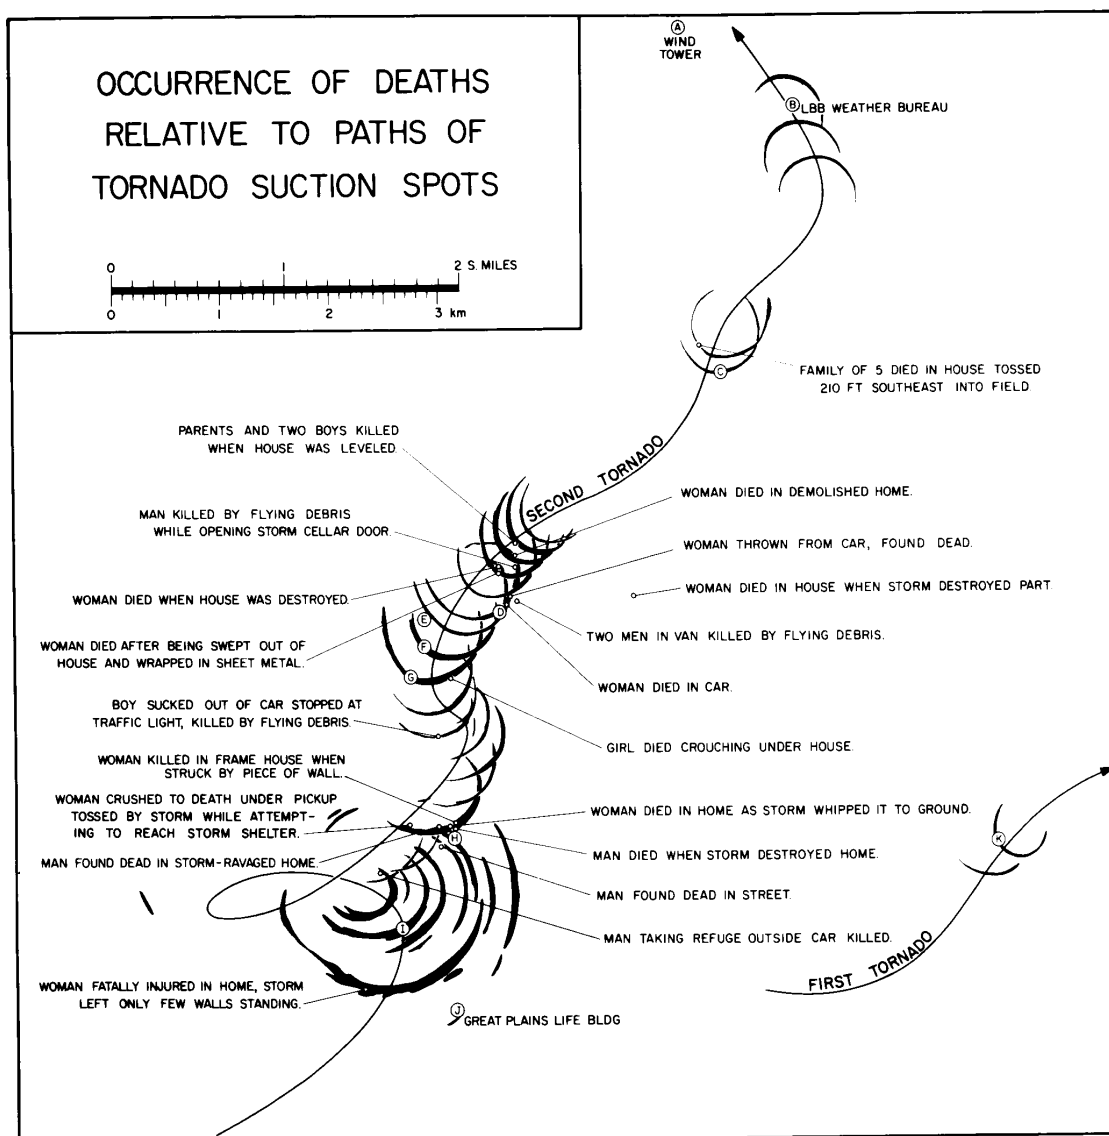 OCCURRENCE OF DEATHS
RELATIVE TO PATHS OF
TORNADO SUCTION SPOTS
0 1 2 S. MILES
0 1 2 3 km
A
WIND
TOWER
B LBB WEATHER BUREAU
FAMILY OF 5 DIED IN HOUSE TOSSED
210 FT SOUTHEAST INTO FIELD.
C
PARENTS AND TWO BOYS KILLED
WHEN HOUSE WAS LEVELED.
SECOND TORNADO
WOMAN DIED IN DEMOLISHED HOME.
MAN KILLED BY FLYING DEBRIS
WHILE OPENING STORM CELLAR DOOR.
WOMAN THROWN FROM CAR, FOUND DEAD.
WOMAN DIED IN HOUSE WHEN STORM DESTROYED PART.
WOMAN DIED WHEN HOUSE WAS DESTROYED.
D
E
TWO MEN IN VAN KILLED BY FLYING DEBRIS.
WOMAN DIED AFTER BEING SWEPT OUT OF
HOUSE AND WRAPPED IN SHEET METAL.
F
G
WOMAN DIED IN CAR.
BOY SUCKED OUT OF CAR STOPPED AT
TRAFFIC LIGHT, KILLED BY FLYING DEBRIS.
GIRL DIED CROUCHING UNDER HOUSE.
WOMAN KILLED IN FRAME HOUSE WHEN
STRUCK BY PIECE OF WALL.
WOMAN CRUSHED TO DEATH UNDER PICKUP
TOSSED BY STORM WHILE ATTEMPT-
ING TO REACH STORM SHELTER.
WOMAN DIED IN HOME AS STORM WHIPPED IT TO GROUND.
H
K
MAN FOUND DEAD IN STORM-RAVAGED HOME.
MAN DIED WHEN STORM DESTROYED HOME.
MAN FOUND DEAD IN STREET.
I
MAN TAKING REFUGE OUTSIDE CAR KILLED.
FIRST TORNADO
WOMAN FATALLY INJURED IN HOME, STORM
LEFT ONLY FEW WALLS STANDING.
J
GREAT PLAINS LIFE BLDG